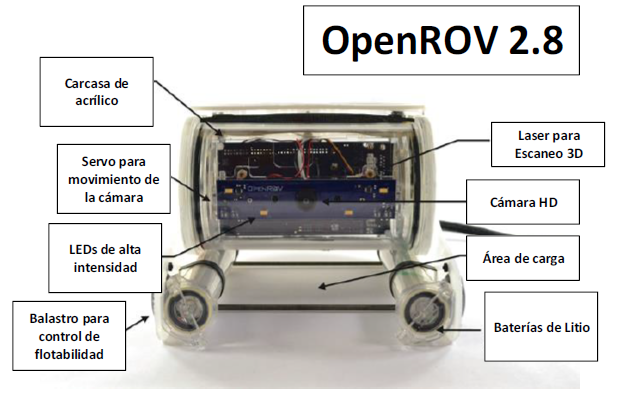 OpenROV 2.8
Carcasa de
acrílico
Servo para
movimiento de
la cámara
LEDs de alta
intensidad
Balastro para
control de
flotabilidad
Laser para
Escaneo 3D
Cámara HD
Área de carga
Baterías de Litio
OPENROV